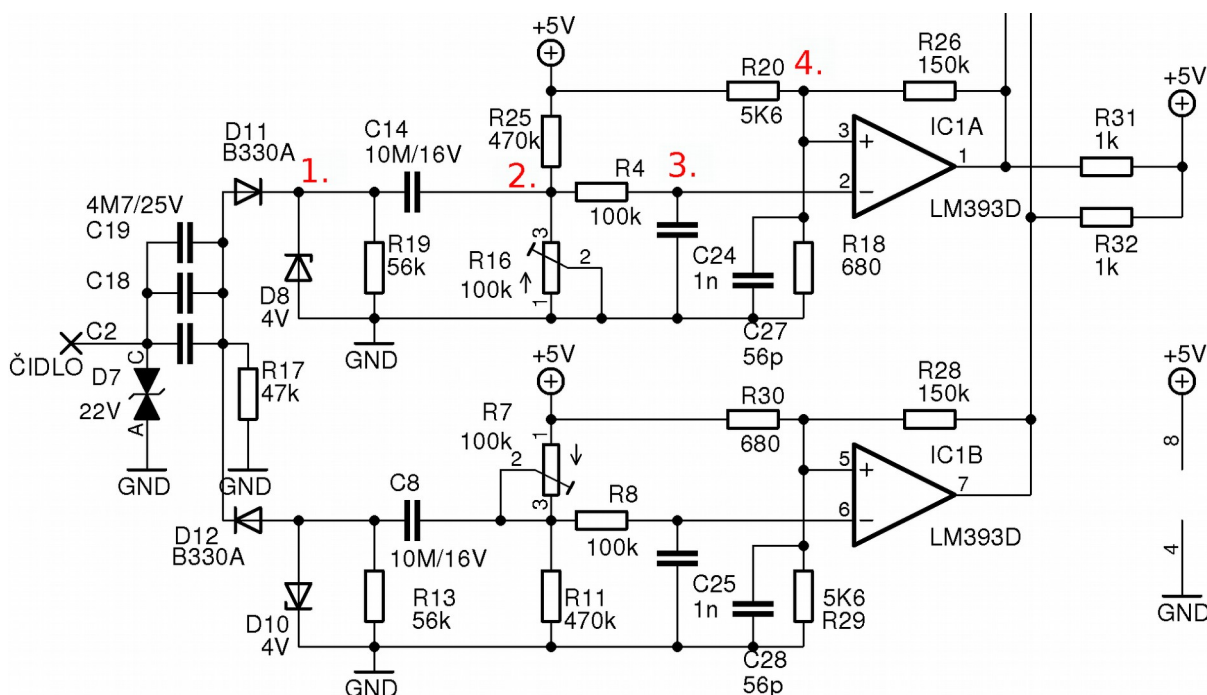 +5V
R20
4.
R26
150k
+5V
5K6
R25
470k
D11
B330A
C14
10M/16V
1.
2.
R4
3.
100k
3
+
IC1A
1
2
−
LM393D
R31
1k
R32
1k
4M7/25V
C19
C18
C2
ČIDLO
D7
22V
C
A
GND
R17
47k
GND
D8
4V
R19
56k
GND
R16
100k
3
2
1
C24
1n
R18
680
C27
56p
+5V
R7
100k
1
2
3
R30
680
R28
150k
+5V
8
4
GND
D12
B330A
C8
10M/16V
R8
100k
5
+
IC1B
7
6
−
LM393D
D10
4V
R13
56k
GND
R11
470k
C25
1n
5K6
R29
C28
56p